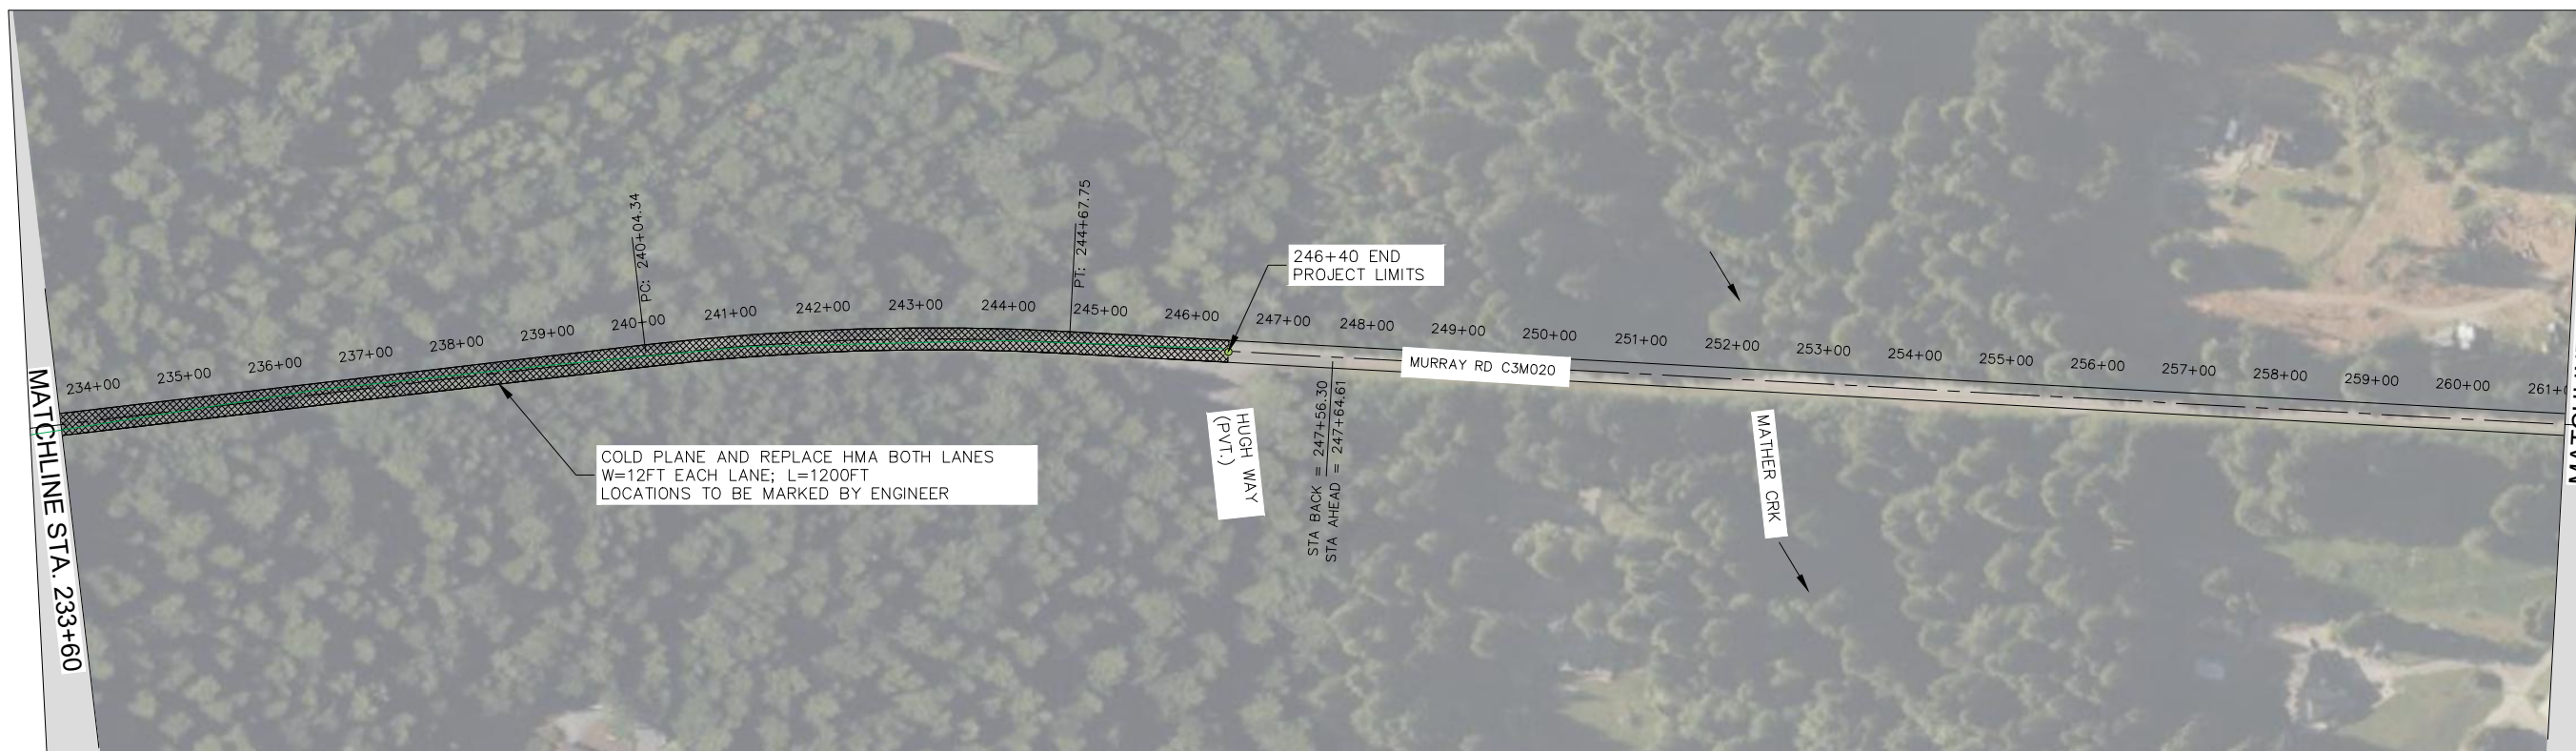 PC: 240+04.34
PT: 244+67.75
246+40 END
PROJECT LIMITS
234+00
235+00
236+00
237+00
238+00
239+00
240+00
241+00
242+00
243+00
244+00
245+00
246+00
247+00
248+00
249+00
250+00
251+00
252+00
253+00
254+00
255+00
256+00
257+00
258+00
259+00
260+00
MURRAY RD C3M020
MATCHLINE STA. 233+60
COLD PLANE AND REPLACE HMA BOTH LANES
W=12FT EACH LANE; L=1200FT
LOCATIONS TO BE MARKED BY ENGINEER
HUGH WAY
(PVT.)
STA BACK = 247+56.30
STA AHEAD = 247+64.61
MATHER CRK